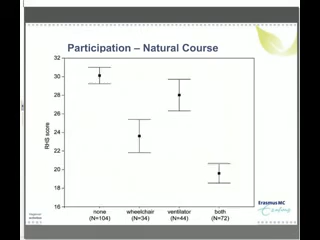 Participation – Natural Course
32
30
28
26
24
22
20
18
16
RHS score
none wheelchair ventilator both
(N=104) (N=34) (N=44) (N=72)
Erasmus MC